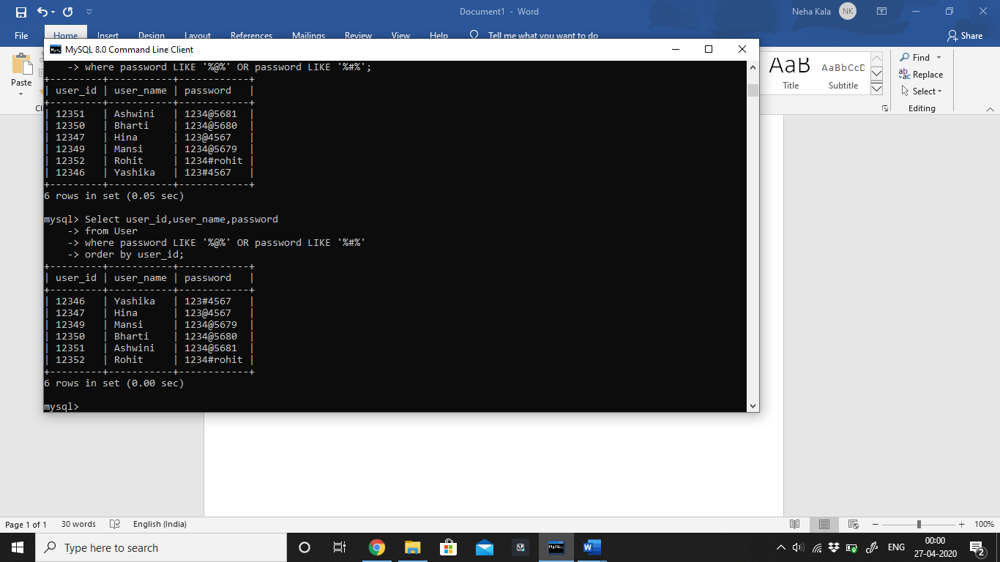 Document1 - Word
Neha Kala
NK
File Home Insert Design Layout References Mailings Review View Help Tell me what you want to do Share
MySQL 8.0 Command Line Client
Paste
-> where password LIKE '%@%' OR password LIKE '%#%';
+---------+-----------+------------+
| user_id | user_name | password   |
+---------+-----------+------------+
| 12351   | Ashwini   | 1234@5681  |
| 12350   | Bharti    | 1234@5680  |
| 12347   | Hina      | 123@4567   |
| 12349   | Mansi     | 1234@5679  |
| 12352   | Rohit     | 1234#rohit |
| 12346   | Yashika   | 123#4567   |
+---------+-----------+------------+
6 rows in set (0.05 sec)
mysql> Select user_id,user_name,password
-> from User
-> where password LIKE '%@%' OR password LIKE '%#%'
-> order by user_id;
+---------+-----------+------------+
| user_id | user_name | password   |
+---------+-----------+------------+
| 12346   | Yashika   | 123#4567   |
| 12347   | Hina      | 123@4567   |
| 12349   | Mansi     | 1234@5679  |
| 12350   | Bharti    | 1234@5680  |
| 12351   | Ashwini   | 1234@5681  |
| 12352   | Rohit     | 1234#rohit |
+---------+-----------+------------+
6 rows in set (0.00 sec)
mysql>
AaB AaBbCcD
Title Subtitle
Find
Replace
Select
Editing
Page 1 of 1 30 words English (India) 100%
Type here to search
ENG
00:00
27-04-2020
2